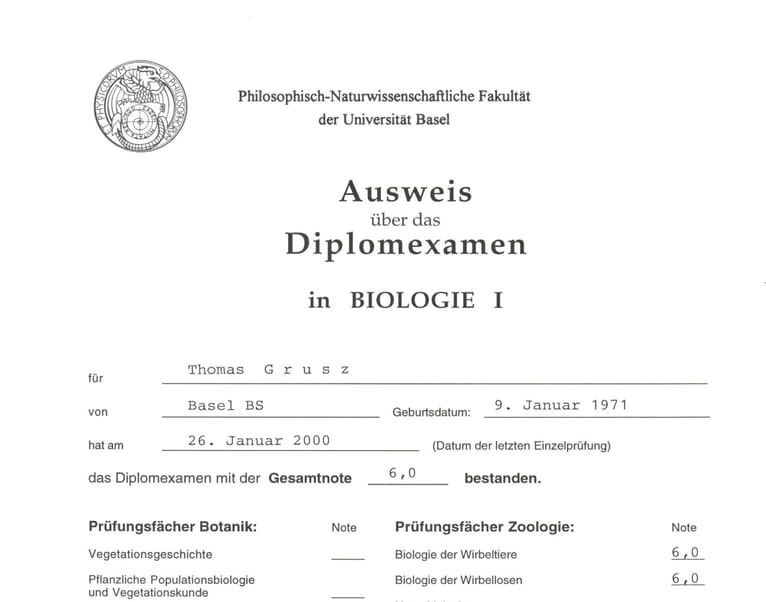 PHYSICORVM
Philosophisch-Naturwissenschaftliche Fakultät
der Universität Basel
Ausweis
über das
Diplomexamen
in BIOLOGIE I
für Thomas G r u s z
von Basel BS Geburtsdatum: 9. Januar 1971
hat am 26. Januar 2000 (Datum der letzten Einzelprüfung)
das Diplomexamen mit der Gesamtnote 6,0 bestanden.
Prüfungsfächer Botanik: Note Prüfungsfächer Zoologie: Note
Vegetationsgeschichte Biologie der Wirbeltiere 6,0
Pflanzliche Populationsbiologie Biologie der Wirbellosen 6,0
und Vegetationskunde